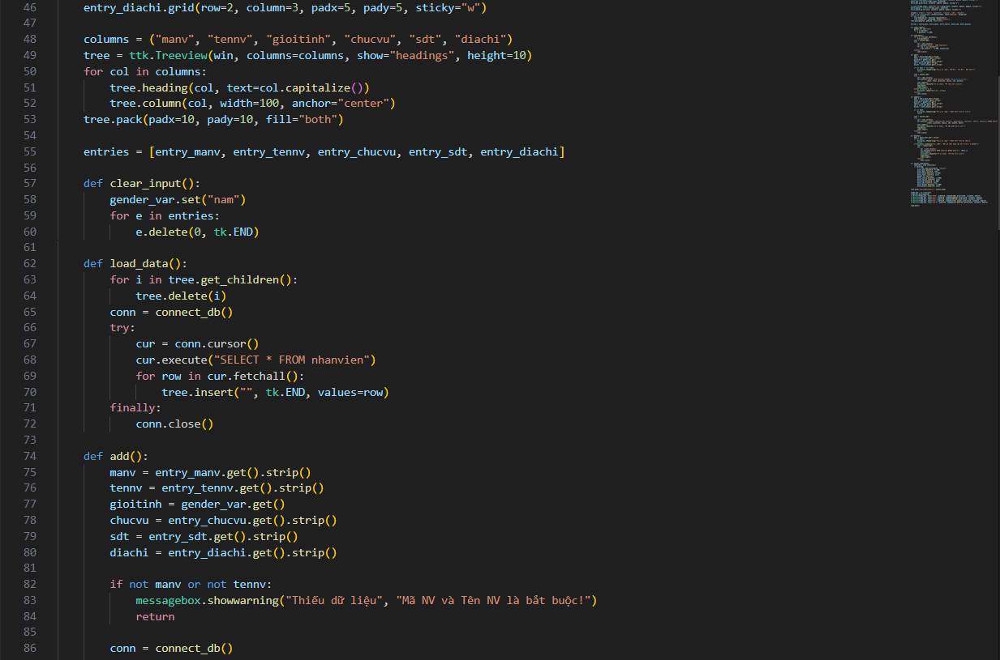 46 entry_diachi.grid(row=2, column=3, padx=5, pady=5, sticky="w")
47
48 columns = ("manv", "tennv", "gioitinh", "chucvu", "sdt", "diachi")
49 tree = ttk.Treeview(win, columns=columns, show="headings", height=10)
50 for col in columns:
51     tree.heading(col, text=col.capitalize())
52     tree.column(col, width=100, anchor="center")
53 tree.pack(padx=10, pady=10, fill="both")
54
55 entries = [entry_manv, entry_tennv, entry_chucvu, entry_sdt, entry_diachi]
56
57 def clear_input():
58     gender_var.set("nam")
59     for e in entries:
60         e.delete(0, tk.END)
61
62 def load_data():
63     for i in tree.get_children():
64         tree.delete(i)
65     conn = connect_db()
66     try:
67         cur = conn.cursor()
68         cur.execute("SELECT * FROM nhanvien")
69         for row in cur.fetchall():
70             tree.insert("", tk.END, values=row)
71     finally:
72         conn.close()
73
74 def add():
75     manv = entry_manv.get().strip()
76     tennv = entry_tennv.get().strip()
77     gioitinh = gender_var.get()
78     chucvu = entry_chucvu.get().strip()
79     sdt = entry_sdt.get().strip()
80     diachi = entry_diachi.get().strip()
81
82     if not manv or not tennv:
83         messagebox.showwarning("Thiếu dữ liệu", "Mã NV và Tên NV là bắt buộc!")
84         return
85
86     conn = connect_db()